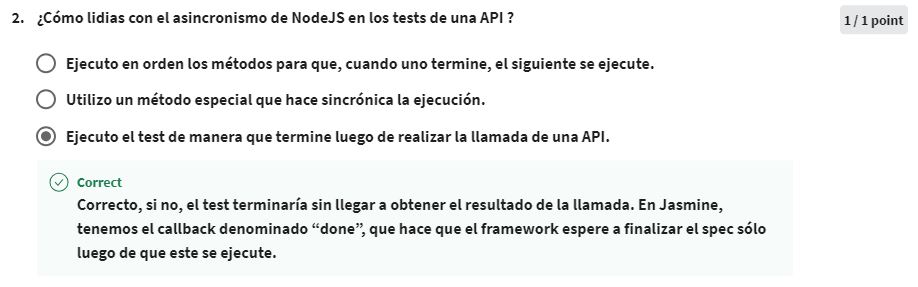 2. ¿Cómo lidias con el asincronismo de NodeJS en los tests de una API ?
1 / 1 point
Ejecuto en orden los métodos para que, cuando uno termine, el siguiente se ejecute.
Utilizo un método especial que hace sincrónica la ejecución.
Ejecuto el test de manera que termine luego de realizar la llamada de una API.
Correct
Correcto, si no, el test terminaría sin llegar a obtener el resultado de la llamada. En Jasmine,
tenemos el callback denominado “done”, que hace que el framework espere a finalizar el spec sólo
luego de que este se ejecute.